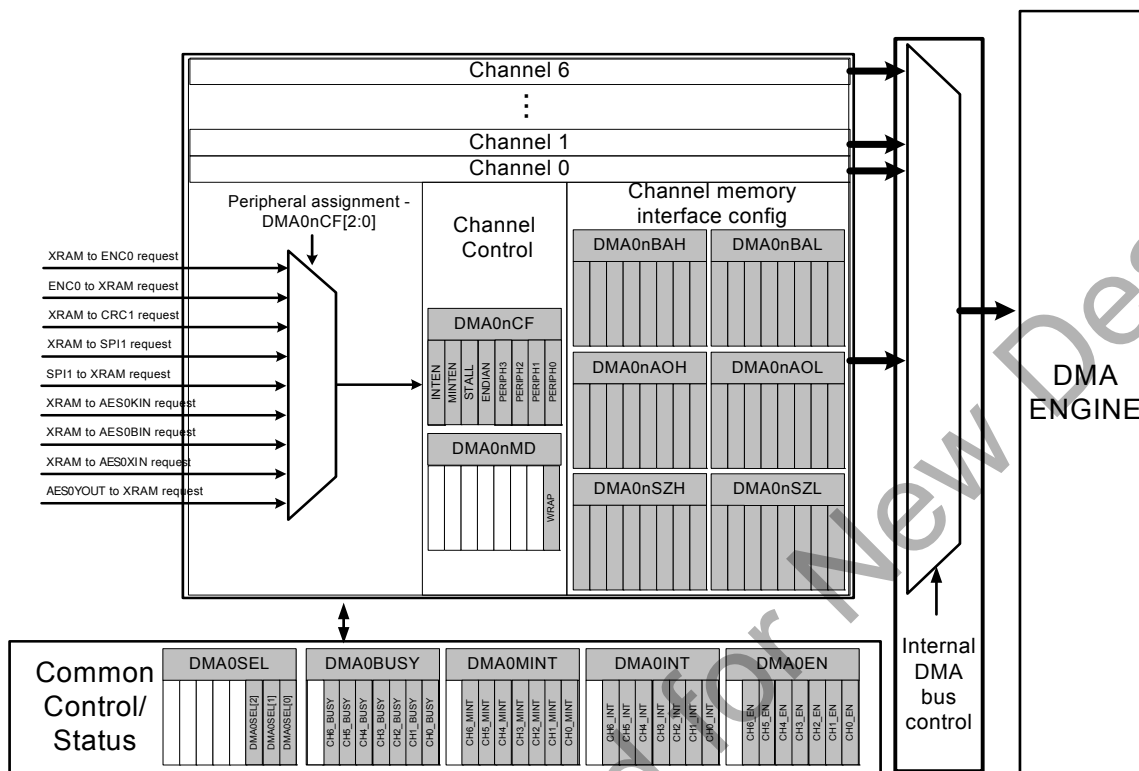 Channel 6
Channel 1
Channel 0
Peripheral assignment -
DMA0nCF[2:0]
Channel
Control
Channel memory
interface config
XRAM to ENC0 request
ENC0 to XRAM request
XRAM to CRC1 request
XRAM to SPI1 request
SPI1 to XRAM request
XRAM to AES0KIN request
XRAM to AES0BIN request
XRAM to AES0XIN request
AES0YOUT to XRAM request
DMA0nCF
INTEN
MINTEN
STALL
ENDIAN
PERIPH3
PERIPH2
PERIPH1
PERIPH0
DMA0nMD
WRAP
DMA0nBAH
DMA0nBAL
DMA0nAOH
DMA0nAOL
DMA0nSZH
DMA0nSZL
DMA
ENGINE
Internal
DMA
bus
control
Common
Control/
Status
DMA0SEL
DMA0SEL[2]
DMA0SEL[1]
DMA0SEL[0]
DMA0BUSY
CH6_BUSY
CH5_BUSY
CH4_BUSY
CH3_BUSY
CH2_BUSY
CH1_BUSY
CH0_BUSY
DMA0MINT
CH6_MINT
CH5_MINT
CH4_MINT
CH3_MINT
CH2_MINT
CH1_MINT
CH0_MINT
DMA0INT
CH6_INT
CH5_INT
CH4_INT
CH3_INT
CH2_INT
CH1_INT
CH0_INT
DMA0EN
CH6_EN
CH5_EN
CH4_EN
CH3_EN
CH2_EN
CH1_EN
CH0_EN
d for New Des